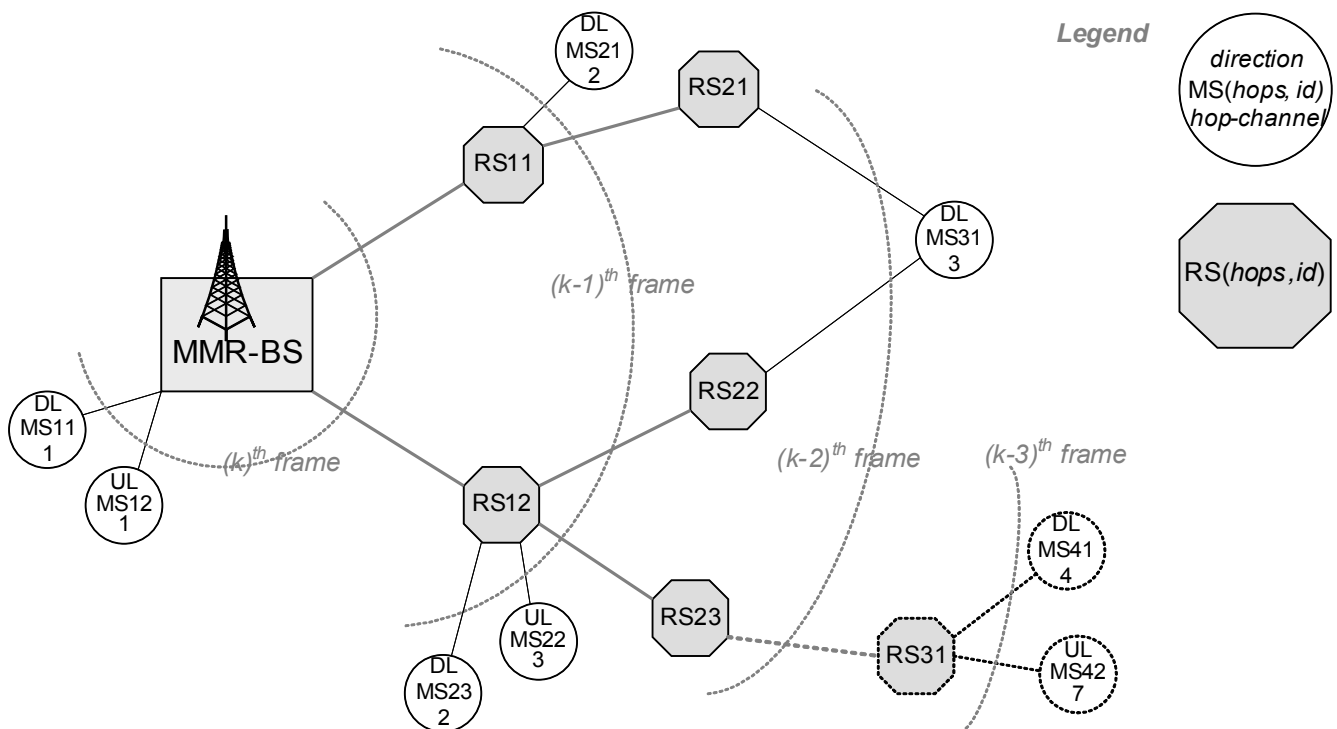 Legend
direction
MS(hops, id)
hop-channel
RS(hops,id)
DL
MS21
2
RS21
RS11
DL
MS31
3
(k-1)th frame
MMR-BS
RS22
DL
MS11
1
(k)th frame
(k-2)th frame
(k-3)th frame
UL
MS12
1
RS12
DL
MS41
4
RS23
UL
MS22
3
RS31
UL
MS42
7
DL
MS23
2